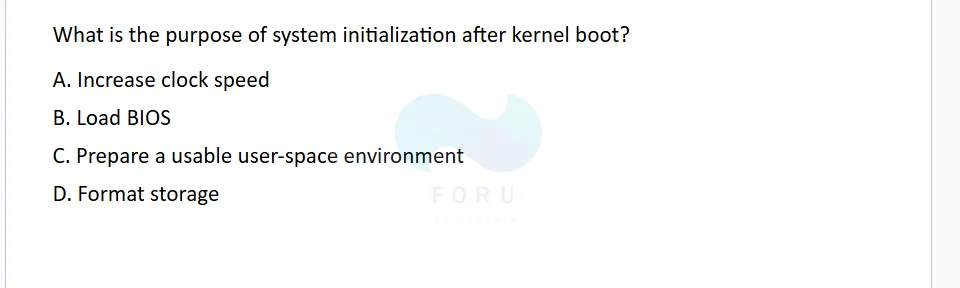 What is the purpose of system initialization after kernel boot?
A. Increase clock speed
B. Load BIOS
C. Prepare a usable user-space environment
D. Format storage
FORU